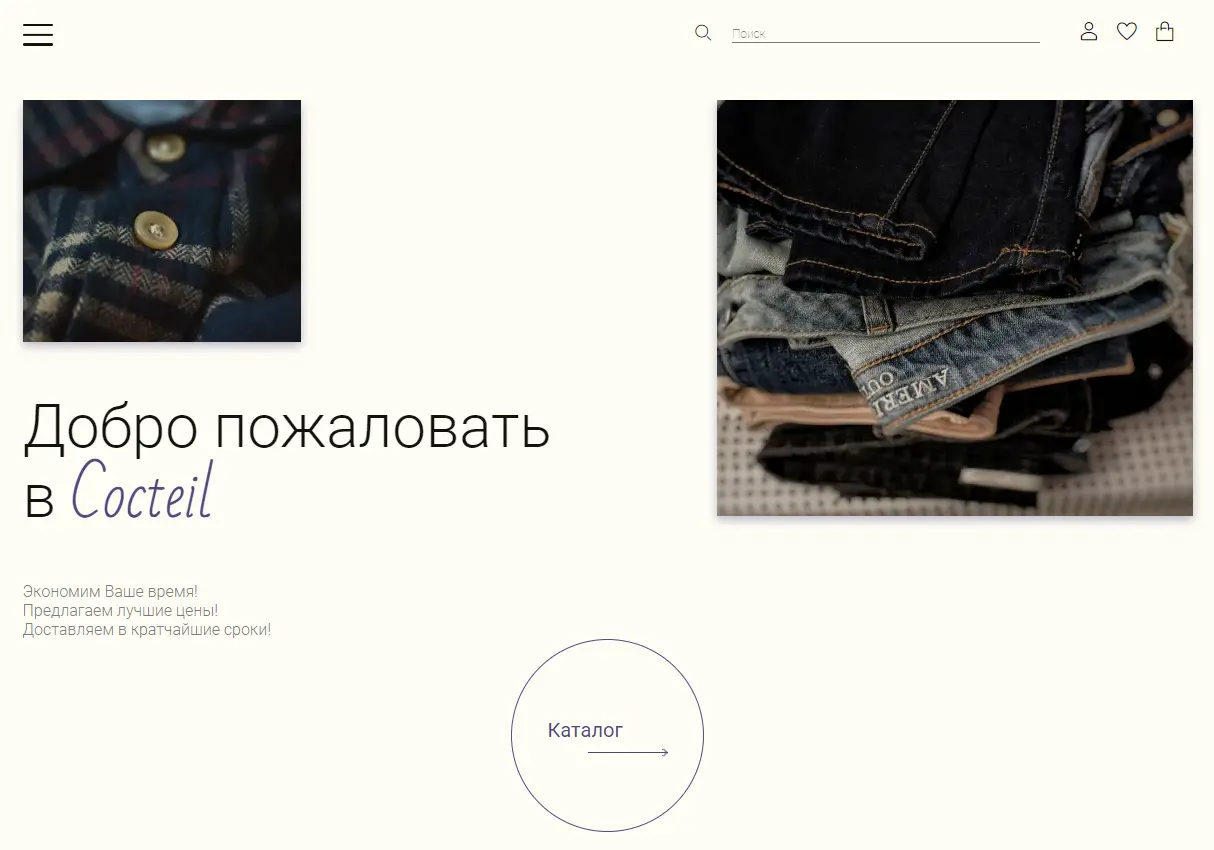 Поиск
Добро пожаловать
в Cocteil
Экономим Ваше время!
Предлагаем лучшие цены!
Доставляем в кратчайшие сроки!
Каталог